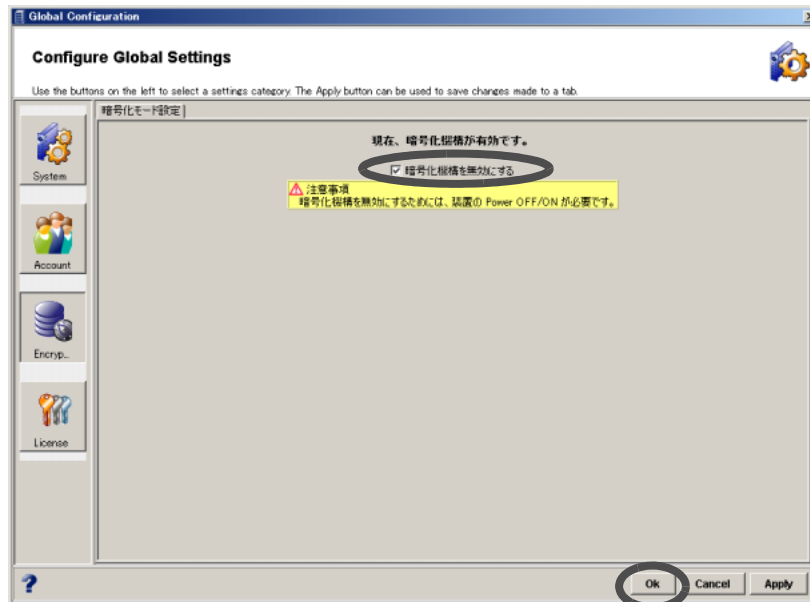 Global Configuration
Configure Global Settings
Use the buttons on the left to select a settings category. The Apply button can be used to save changes made to a tab.
暗号化モード設定
System
Account
Encryp...
License
現在、暗号化機構が有効です。
暗号化機構を無効にする
注意事項
暗号化機構を無効にするためには、装置の Power OFF/ON が必要です。
?
Ok
Cancel
Apply